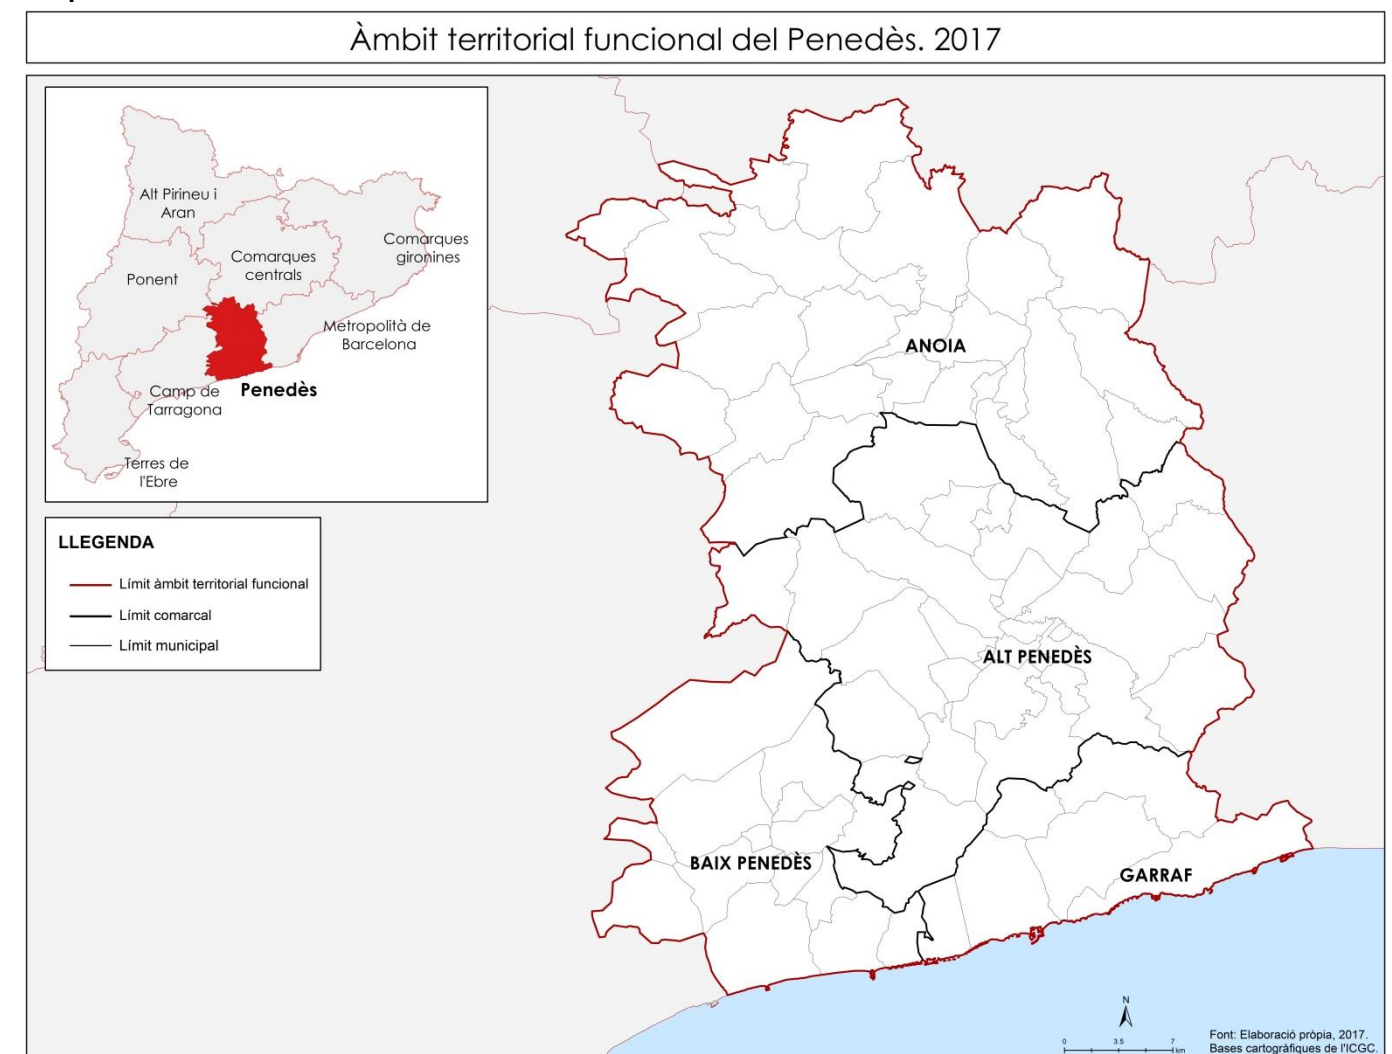 Àmbit territorial funcional del Penedès. 2017
Alt Pirineu i
Aran
Comarques
gironines
Comarques
centrals
Ponent
Metropolità de
Barcelona
Camp de
Tarragona
Penedès
Terres de
l'Ebre
LLEGENDA
Límit àmbit territorial funcional
Límit comarcal
Límit municipal
ANOIA
ALT PENEDÈS
BAIX PENEDÈS
GARRAF
N
0 3.5 7
km
Font: Elaboració pròpia, 2017.
Bases cartogràfiques de l'ICGC.